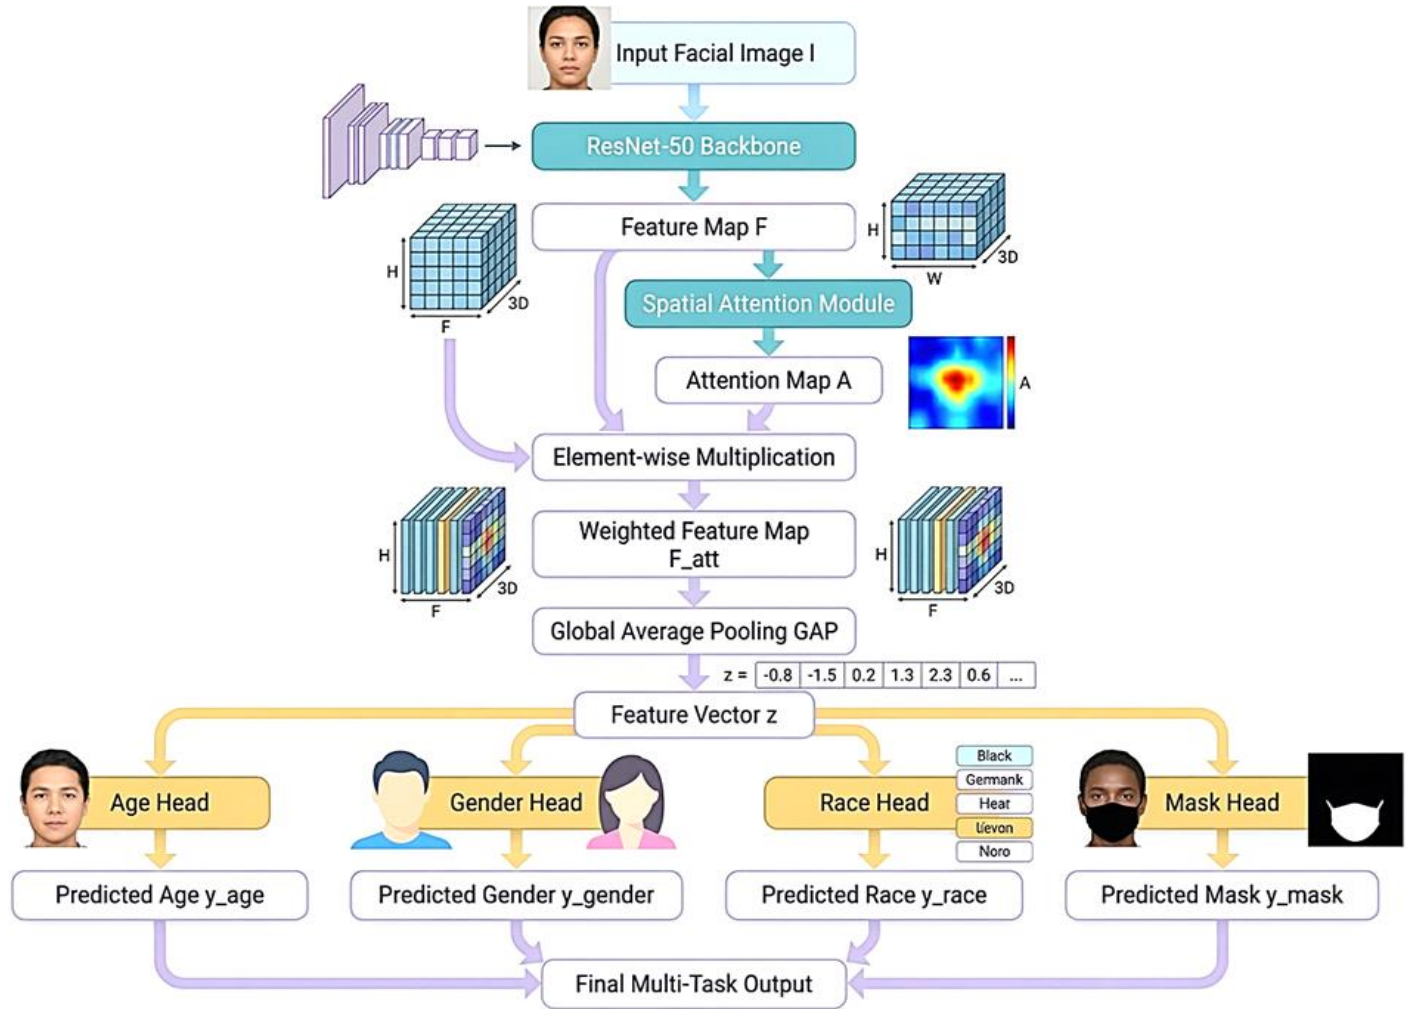 Input Facial Image I
ResNet-50 Backbone
Feature Map F
H
W
3D
H
F
3D
Spatial Attention Module
Attention Map A
A
Element-wise Multiplication
H
F
3D
Weighted Feature Map
F_att
H
F
3D
Global Average Pooling GAP
z = -0.8 -1.5 0.2 1.3 2.3 0.6 ...
Feature Vector z
Age Head
Gender Head
Race Head
Black
Germank
Heat
Noro
Mask Head
Predicted Age y_age
Predicted Gender y_gender
Predicted Race y_race
Predicted Mask y_mask
Final Multi-Task Output